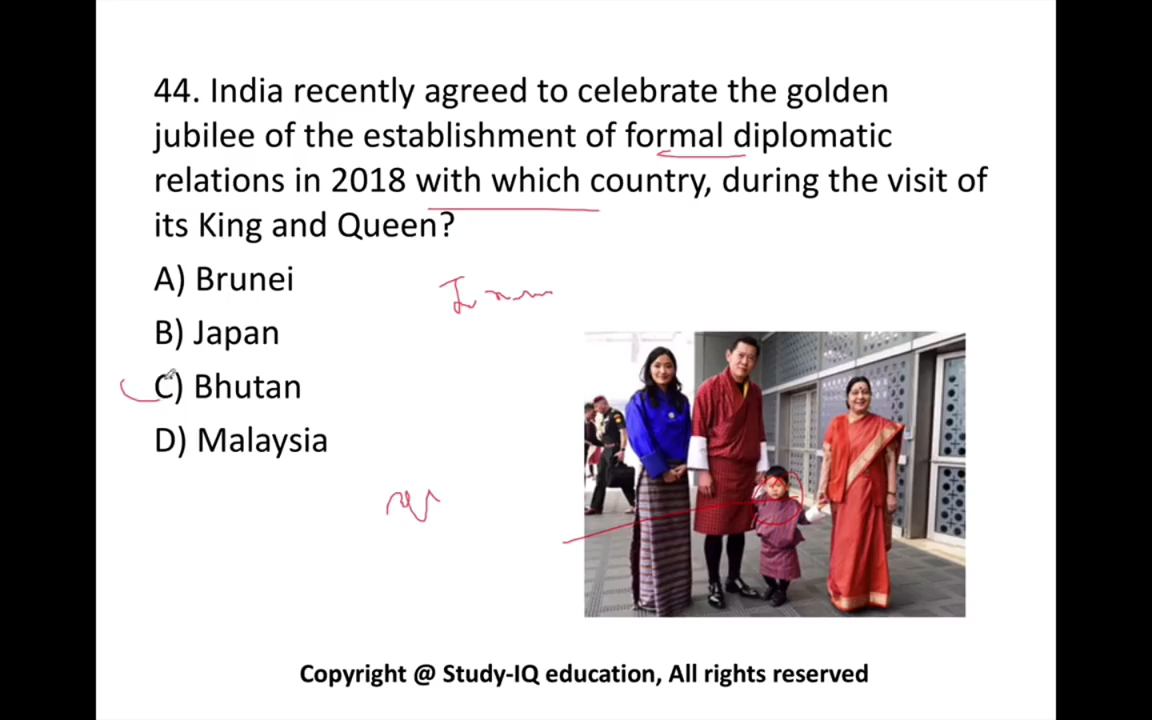 44. India recently agreed to celebrate the golden
jubilee of the establishment of formal diplomatic
relations in 2018 with which country, during the visit of
its King and Queen?
A) Brunei
B) Japan
C) Bhutan
D) Malaysia
Copyright @ Study-IQ education, All rights reserved